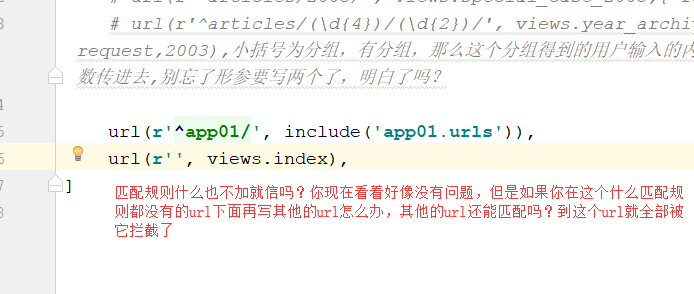 # url(r'^articles/2003/', views.special_case_2003,{
3 # url(r'^articles/(\d{4})/(\d{2})/', views.year_archi
request,2003),小括号为分组，有分组，那么这个分组得到的用户输入的内
数传进去,别忘了形参要写两个了，明白了吗？
4
5 url(r'^app01/', include('app01.urls')),
6 url(r'', views.index),
7 ]
8
匹配规则什么也不加就信吗？你现在看着好像没有问题，但是如果你在这个什么匹配规
则都没有的url下面再写其他的url怎么办，其他的url还能匹配吗？到这个url就全部被
它拦截了